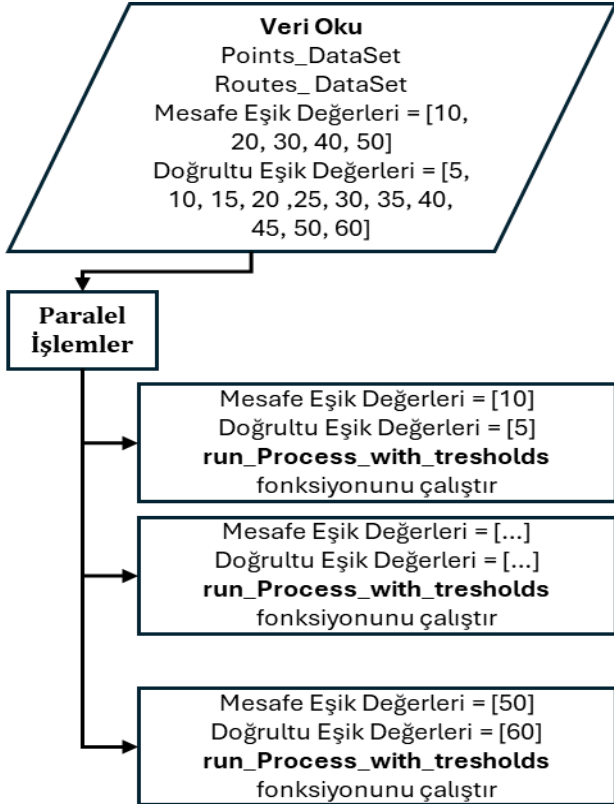 Veri Oku
Points_DataSet
Routes_ DataSet
Mesafe Eşik Değerleri = [10,
20, 30, 40, 50]
Doğrultu Eşik Değerleri = [5,
10, 15, 20 ,25, 30, 35, 40,
45, 50, 60]
Paralel
İşlemler
Mesafe Eşik Değerleri = [10]
Doğrultu Eşik Değerleri = [5]
run_Process_with_tresholds
fonksiyonunu çalıştır
Mesafe Eşik Değerleri = [...]
Doğrultu Eşik Değerleri = [...]
run_Process_with_tresholds
fonksiyonunu çalıştır
Mesafe Eşik Değerleri = [50]
Doğrultu Eşik Değerleri = [60]
run_Process_with_tresholds
fonksiyonunu çalıştır